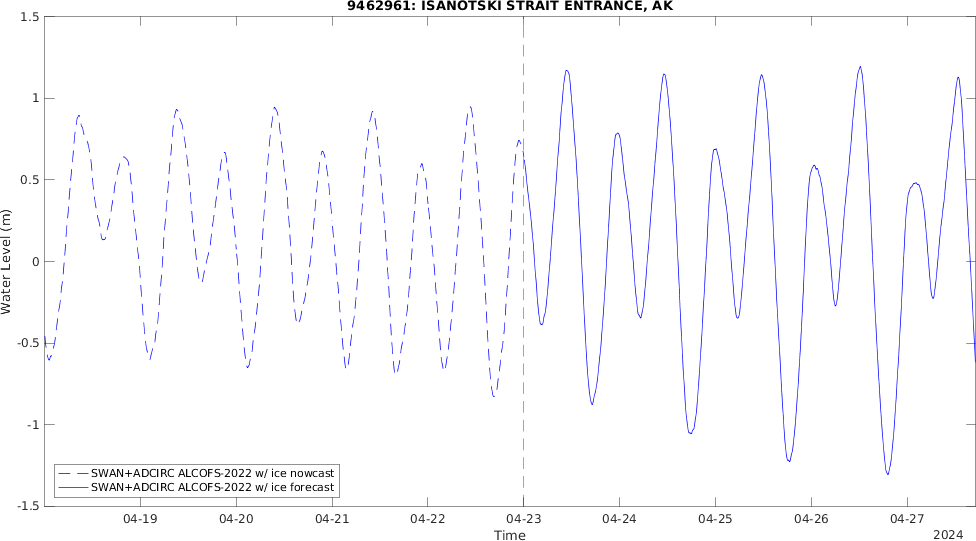 9462961: ISANOTSKI STRAIT ENTRANCE, AK
1.5
1
0.5
0
-0.5
-1
-1.5
Water Level (m)
SWAN+ADCIRC ALCOFS-2022 w/ ice nowcast
SWAN+ADCIRC ALCOFS-2022 w/ ice forecast
04-19 04-20 04-21 04-22 04-23 04-24 04-25 04-26 04-27
Time
2024